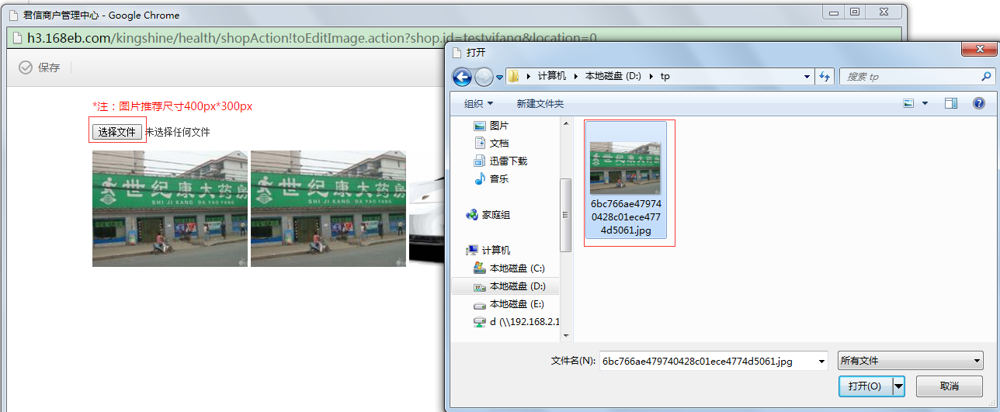 君信商户管理中心 - Google Chrome
h3.168eb.com/kingshine/health/shopAction!toEditImage.action?shop.id=testyifang&location=0
保存
*注：图片推荐尺寸400px*300px
选择文件 未选择任何文件
世纪康大药房
SHI JI KANG DA YAO FANG
世纪康大药房
SHI JI KANG DA YAO FANG
打开
计算机 本地磁盘 (D:) tp
搜索 tp
组织 新建文件夹
图片
文档
迅雷下载
音乐
家庭组
计算机
本地磁盘 (C:)
本地磁盘 (D:)
本地磁盘 (E:)
d (\\192.168.2.1
世纪康大药房
6bc766ae47974
0428c01ece477
4d5061.jpg
文件名(N): 6bc766ae479740428c01ece4774d5061.jpg 所有文件
打开(O) 取消